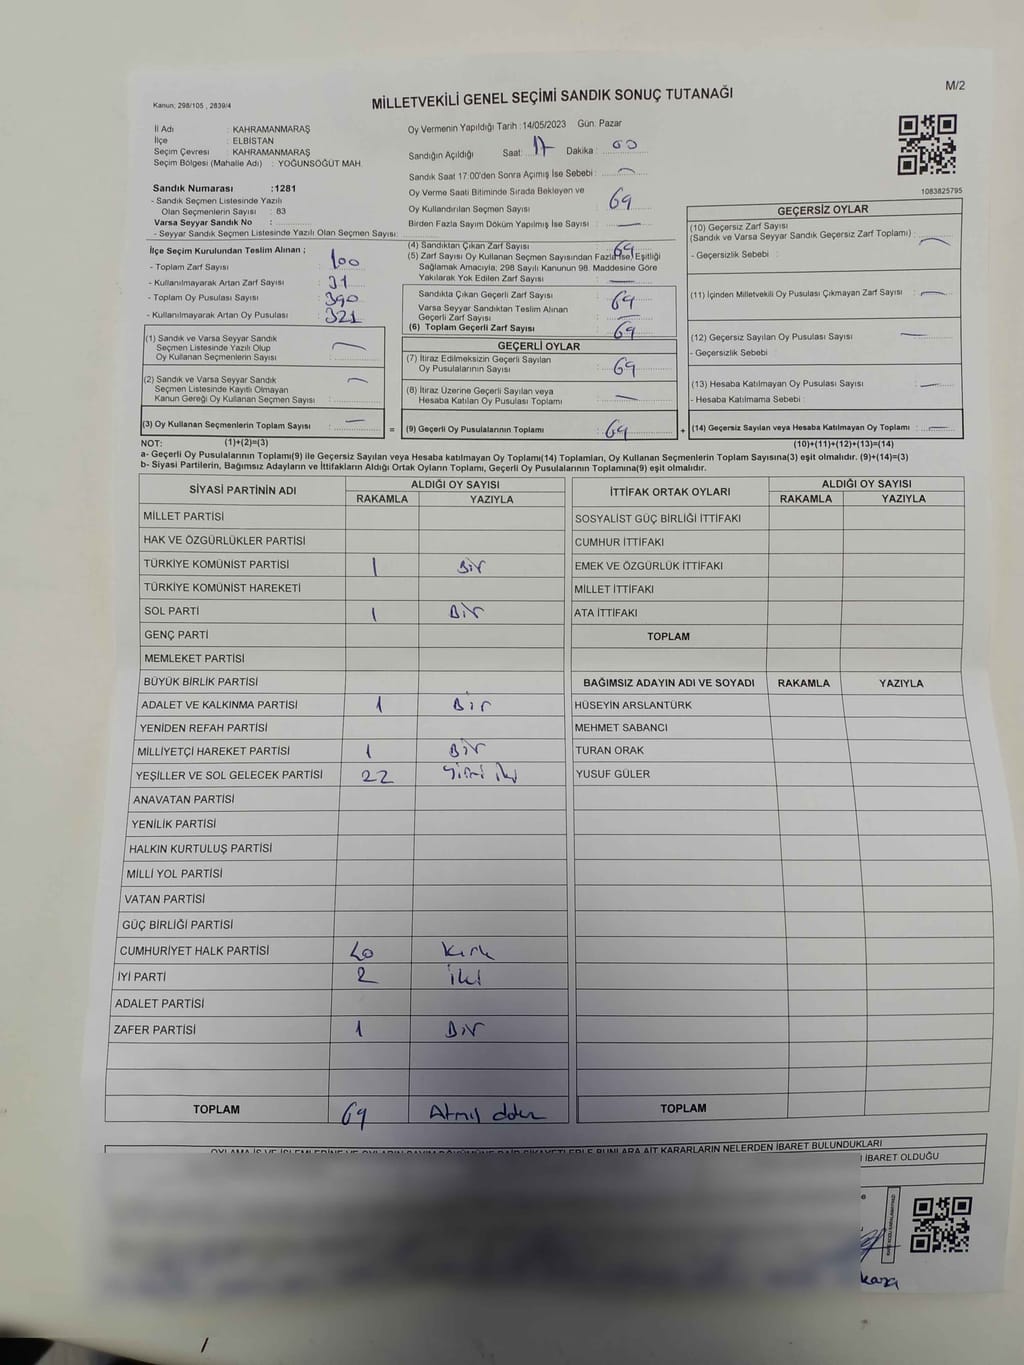 M/2
Kanun; 298/105 , 2839/4
MİLLETVEKİLİ GENEL SEÇİMİ SANDIK SONUÇ TUTANAĞI
İl Adı : KAHRAMANMARAŞ
İlçe : ELBİSTAN
Seçim Çevresi : KAHRAMANMARAŞ
Seçim Bölgesi (Mahalle Adı) : YOĞUNSÖĞÜT MAH.
Sandık Numarası :1281
- Sandık Seçmen Listesinde Yazılı
Olan Seçmenlerin Sayısı : 83
Varsa Seyyar Sandık No :
- Seyyar Sandık Seçmen Listesinde Yazılı Olan Seçmen Sayısı:
İlçe Seçim Kurulundan Teslim Alınan ;
- Toplam Zarf Sayısı : 100
- Kullanılmayarak Artan Zarf Sayısı : 31
- Toplam Oy Pusulası Sayısı : 390
- Kullanılmayarak Artan Oy Pusulası : 321
(1) Sandık ve Varsa Seyyar Sandık
Seçmen Listesinde Yazılı Olup
Oy Kullanan Seçmenlerin Sayısı : —
(2) Sandık ve Varsa Seyyar Sandık
Seçmen Listesinde Kayıtlı Olmayan
Kanun Gereği Oy Kullanan Seçmen Sayısı : —
(3) Oy Kullanan Seçmenlerin Toplam Sayısı : —
Oy Vermenin Yapıldığı Tarih :14/05/2023 Gün: Pazar
Sandığın Açıldığı Saat: 17 Dakika : 00
Sandık Saat 17:00'den Sonra Açımış İse Sebebi : —
Oy Verme Saati Bitiminde Sırada Bekleyen ve
Oy Kullandırılan Seçmen Sayısı : 69
Birden Fazla Sayım Döküm Yapılmış İse Sayısı : —
(4) Sandıktan Çıkan Zarf Sayısı : 69
(5) Zarf Sayısı Oy Kullanan Seçmen Sayısından Fazla İse, Eşitliği
Sağlamak Amacıyla, 298 Sayılı Kanunun 98. Maddesine Göre
Yakılarak Yok Edilen Zarf Sayısı : —
Sandıkta Çıkan Geçerli Zarf Sayısı : 69
Varsa Seyyar Sandıktan Teslim Alınan
Geçerli Zarf Sayısı : —
(6) Toplam Geçerli Zarf Sayısı : 69
GEÇERLİ OYLAR
(7) İtiraz Edilmeksizin Geçerli Sayılan
Oy Pusulalarının Sayısı : 69
(8) İtiraz Üzerine Geçerli Sayılan veya
Hesaba Katılan Oy Pusulası Toplamı : —
= (9) Geçerli Oy Pusulalarının Toplamı : 69 +
1083825795
GEÇERSİZ OYLAR
(10) Geçersiz Zarf Sayısı
(Sandık ve Varsa Seyyar Sandık Geçersiz Zarf Toplamı) : —
- Geçersizlik Sebebi :
(11) İçinden Milletvekili Oy Pusulası Çıkmayan Zarf Sayısı : —
(12) Geçersiz Sayılan Oy Pusulası Sayısı : —
- Geçersizlik Sebebi :
(13) Hesaba Katılmayan Oy Pusulası Sayısı : —
- Hesaba Katılmama Sebebi :
(14) Geçersiz Sayılan veya Hesaba Katılmayan Oy Toplamı : —
NOT: (1)+(2)=(3) (10)+(11)+(12)+(13)=(14)
a- Geçerli Oy Pusulalarının Toplamı(9) ile Geçersiz Sayılan veya Hesaba katılmayan Oy Toplamı(14) Toplamları, Oy Kullanan Seçmenlerin Toplam Sayısına(3) eşit olmalıdır. (9)+(14)=(3)
b- Siyasi Partilerin, Bağımsız Adayların ve İttifakların Aldığı Ortak Oyların Toplamı, Geçerli Oy Pusulalarının Toplamına(9) eşit olmalıdır.
SİYASİ PARTİNİN ADI ALDIĞI OY SAYISI
RAKAMLA YAZIYLA
MİLLET PARTİSİ
HAK VE ÖZGÜRLÜKLER PARTİSİ
TÜRKİYE KOMÜNİST PARTİSİ 1 Bir
TÜRKİYE KOMÜNİST HAREKETİ
SOL PARTİ 1 Bir
GENÇ PARTİ
MEMLEKET PARTİSİ
BÜYÜK BİRLİK PARTİSİ
ADALET VE KALKINMA PARTİSİ 1 Bir
YENİDEN REFAH PARTİSİ
MİLLİYETÇİ HAREKET PARTİSİ 1 Bir
YEŞİLLER VE SOL GELECEK PARTİSİ 22 Yirmi iki
ANAVATAN PARTİSİ
YENİLİK PARTİSİ
HALKIN KURTULUŞ PARTİSİ
MİLLİ YOL PARTİSİ
VATAN PARTİSİ
GÜÇ BİRLİĞİ PARTİSİ
CUMHURİYET HALK PARTİSİ 40 Kırk
İYİ PARTİ 2 İki
ADALET PARTİSİ
ZAFER PARTİSİ 1 Bir
TOPLAM 69 Atmış dokuz
İTTİFAK ORTAK OYLARI ALDIĞI OY SAYISI
RAKAMLA YAZIYLA
SOSYALİST GÜÇ BİRLİĞİ İTTİFAKI
CUMHUR İTTİFAKI
EMEK VE ÖZGÜRLÜK İTTİFAKI
MİLLET İTTİFAKI
ATA İTTİFAKI
TOPLAM
BAĞIMSIZ ADAYIN ADI VE SOYADI RAKAMLA YAZIYLA
HÜSEYİN ARSLANTÜRK
MEHMET SABANCI
TURAN ORAK
YUSUF GÜLER
TOPLAM
BUNLARA AİT KARARLARIN NELERDEN İBARET BULUNDUKLARI
İBARET OLDUĞU